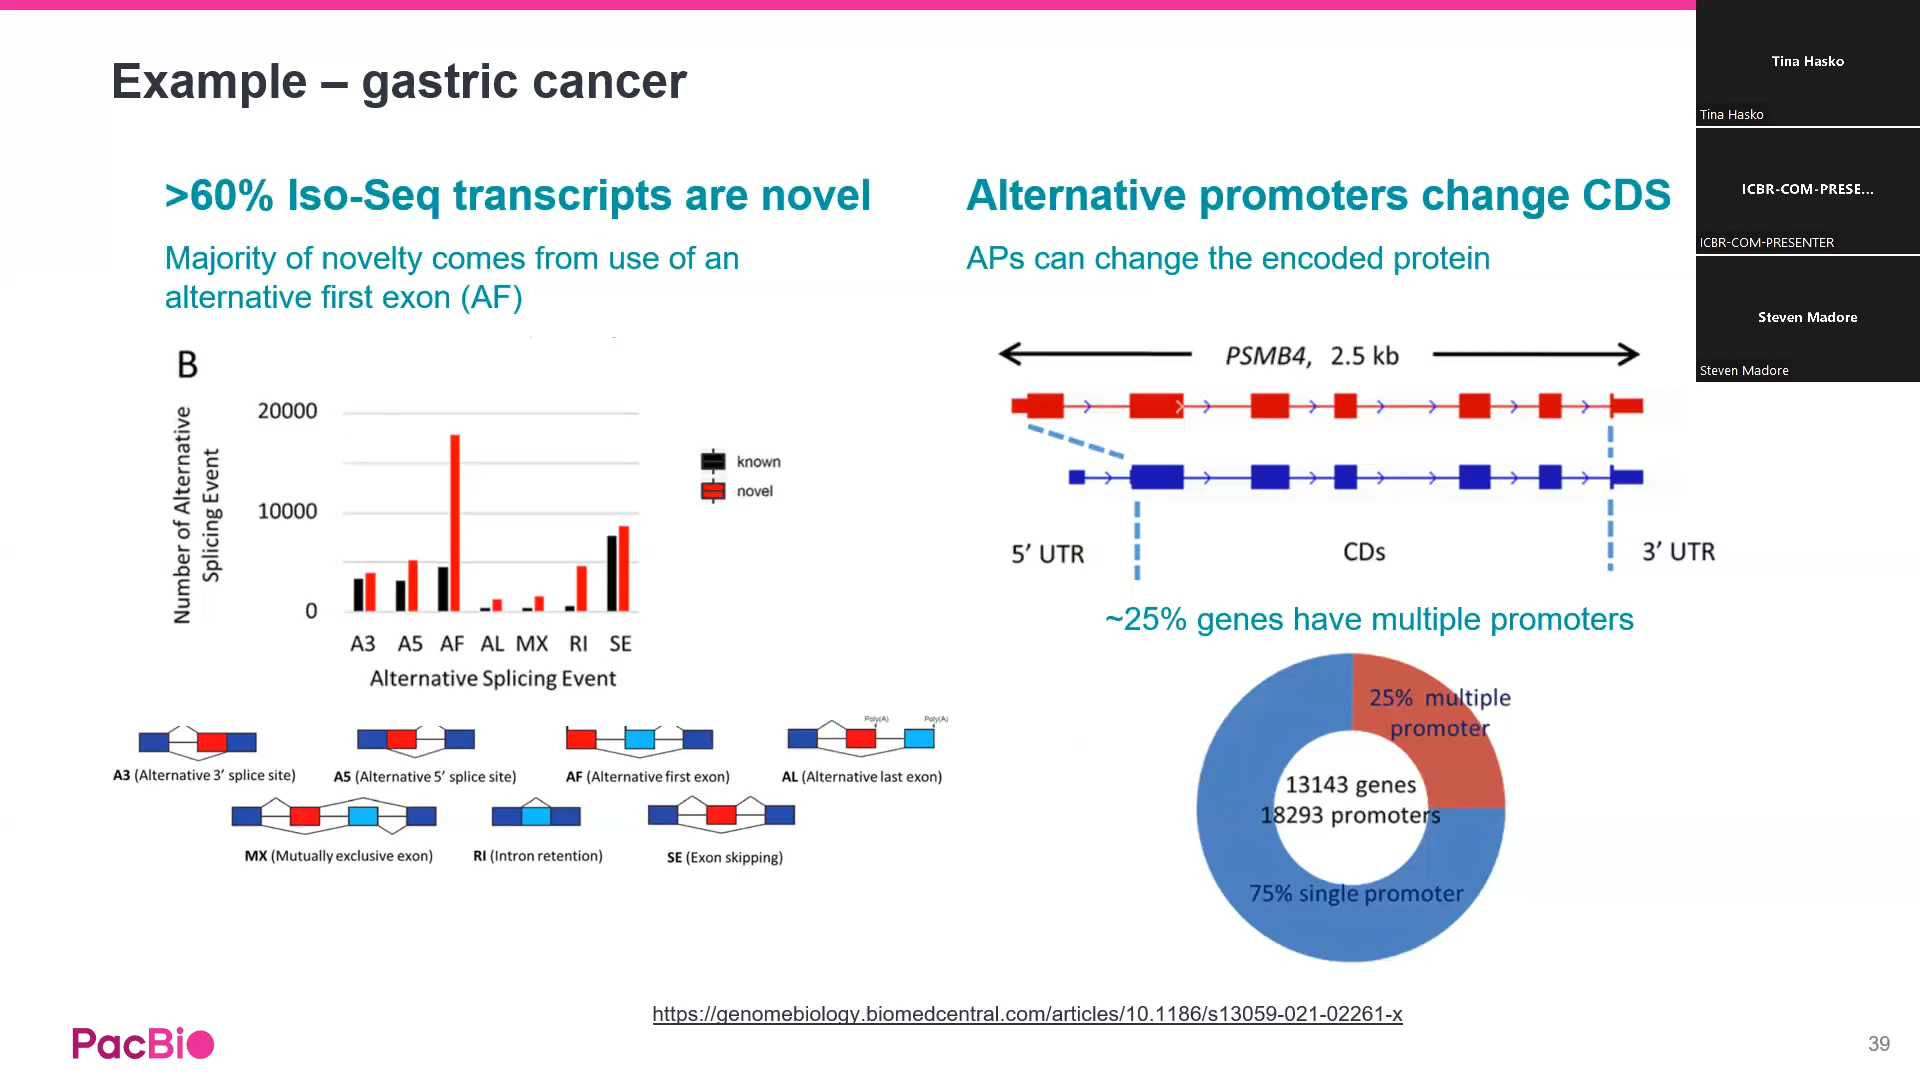 Example – gastric cancer
>60% Iso-Seq transcripts are novel
Majority of novelty comes from use of an
alternative first exon (AF)
B
Number of Alternative
Splicing Event
20000
10000
0
known
novel
A3 A5 AF AL MX RI SE
Alternative Splicing Event
Poly(A) Poly(A)
A3 (Alternative 3’ splice site) A5 (Alternative 5’ splice site) AF (Alternative first exon) AL (Alternative last exon)
MX (Mutually exclusive exon) RI (Intron retention) SE (Exon skipping)
Alternative promoters change CDS
APs can change the encoded protein
PSMB4, 2.5 kb
5’ UTR CDs 3’ UTR
~25% genes have multiple promoters
25% multiple
promoter
13143 genes
18293 promoters
75% single promoter
https://genomebiology.biomedcentral.com/articles/10.1186/s13059-021-02261-x
PacBio
39
Tina Hasko
Tina Hasko
ICBR-COM-PRESE...
ICBR-COM-PRESENTER
Steven Madore
Steven Madore